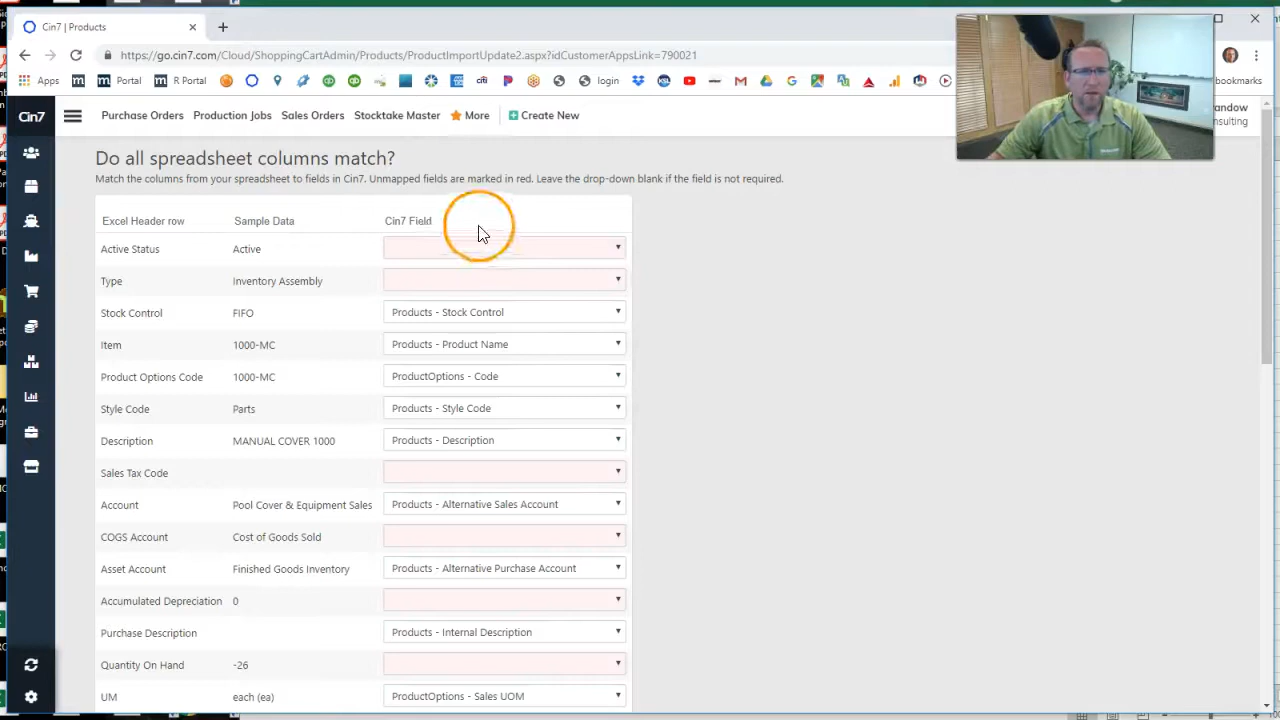 Cin7 | Products
https://go.cin7.com/Cloud/
CustomerAppsLink=79002
Apps
Portal
R Portal
citi
login
bookmarks
Cin7
Purchase Orders Production Jobs Sales Orders Stocktake Master More Create New
Do all spreadsheet columns match?
Match the columns from your spreadsheet to fields in Cin7. Unmapped fields are marked in red. Leave the drop-down blank if the field is not required.
Excel Header row Sample Data Cin7 Field
Active Status Active
Type Inventory Assembly
Stock Control FIFO Products - Stock Control
Item 1000-MC Products - Product Name
Product Options Code 1000-MC ProductOptions - Code
Style Code Parts Products - Style Code
Description MANUAL COVER 1000 Products - Description
Sales Tax Code
Account Pool Cover & Equipment Sales Products - Alternative Sales Account
COGS Account Cost of Goods Sold
Asset Account Finished Goods Inventory Products - Alternative Purchase Account
Accumulated Depreciation 0
Purchase Description Products - Internal Description
Quantity On Hand -26
UM each (ea) ProductOptions - Sales UOM